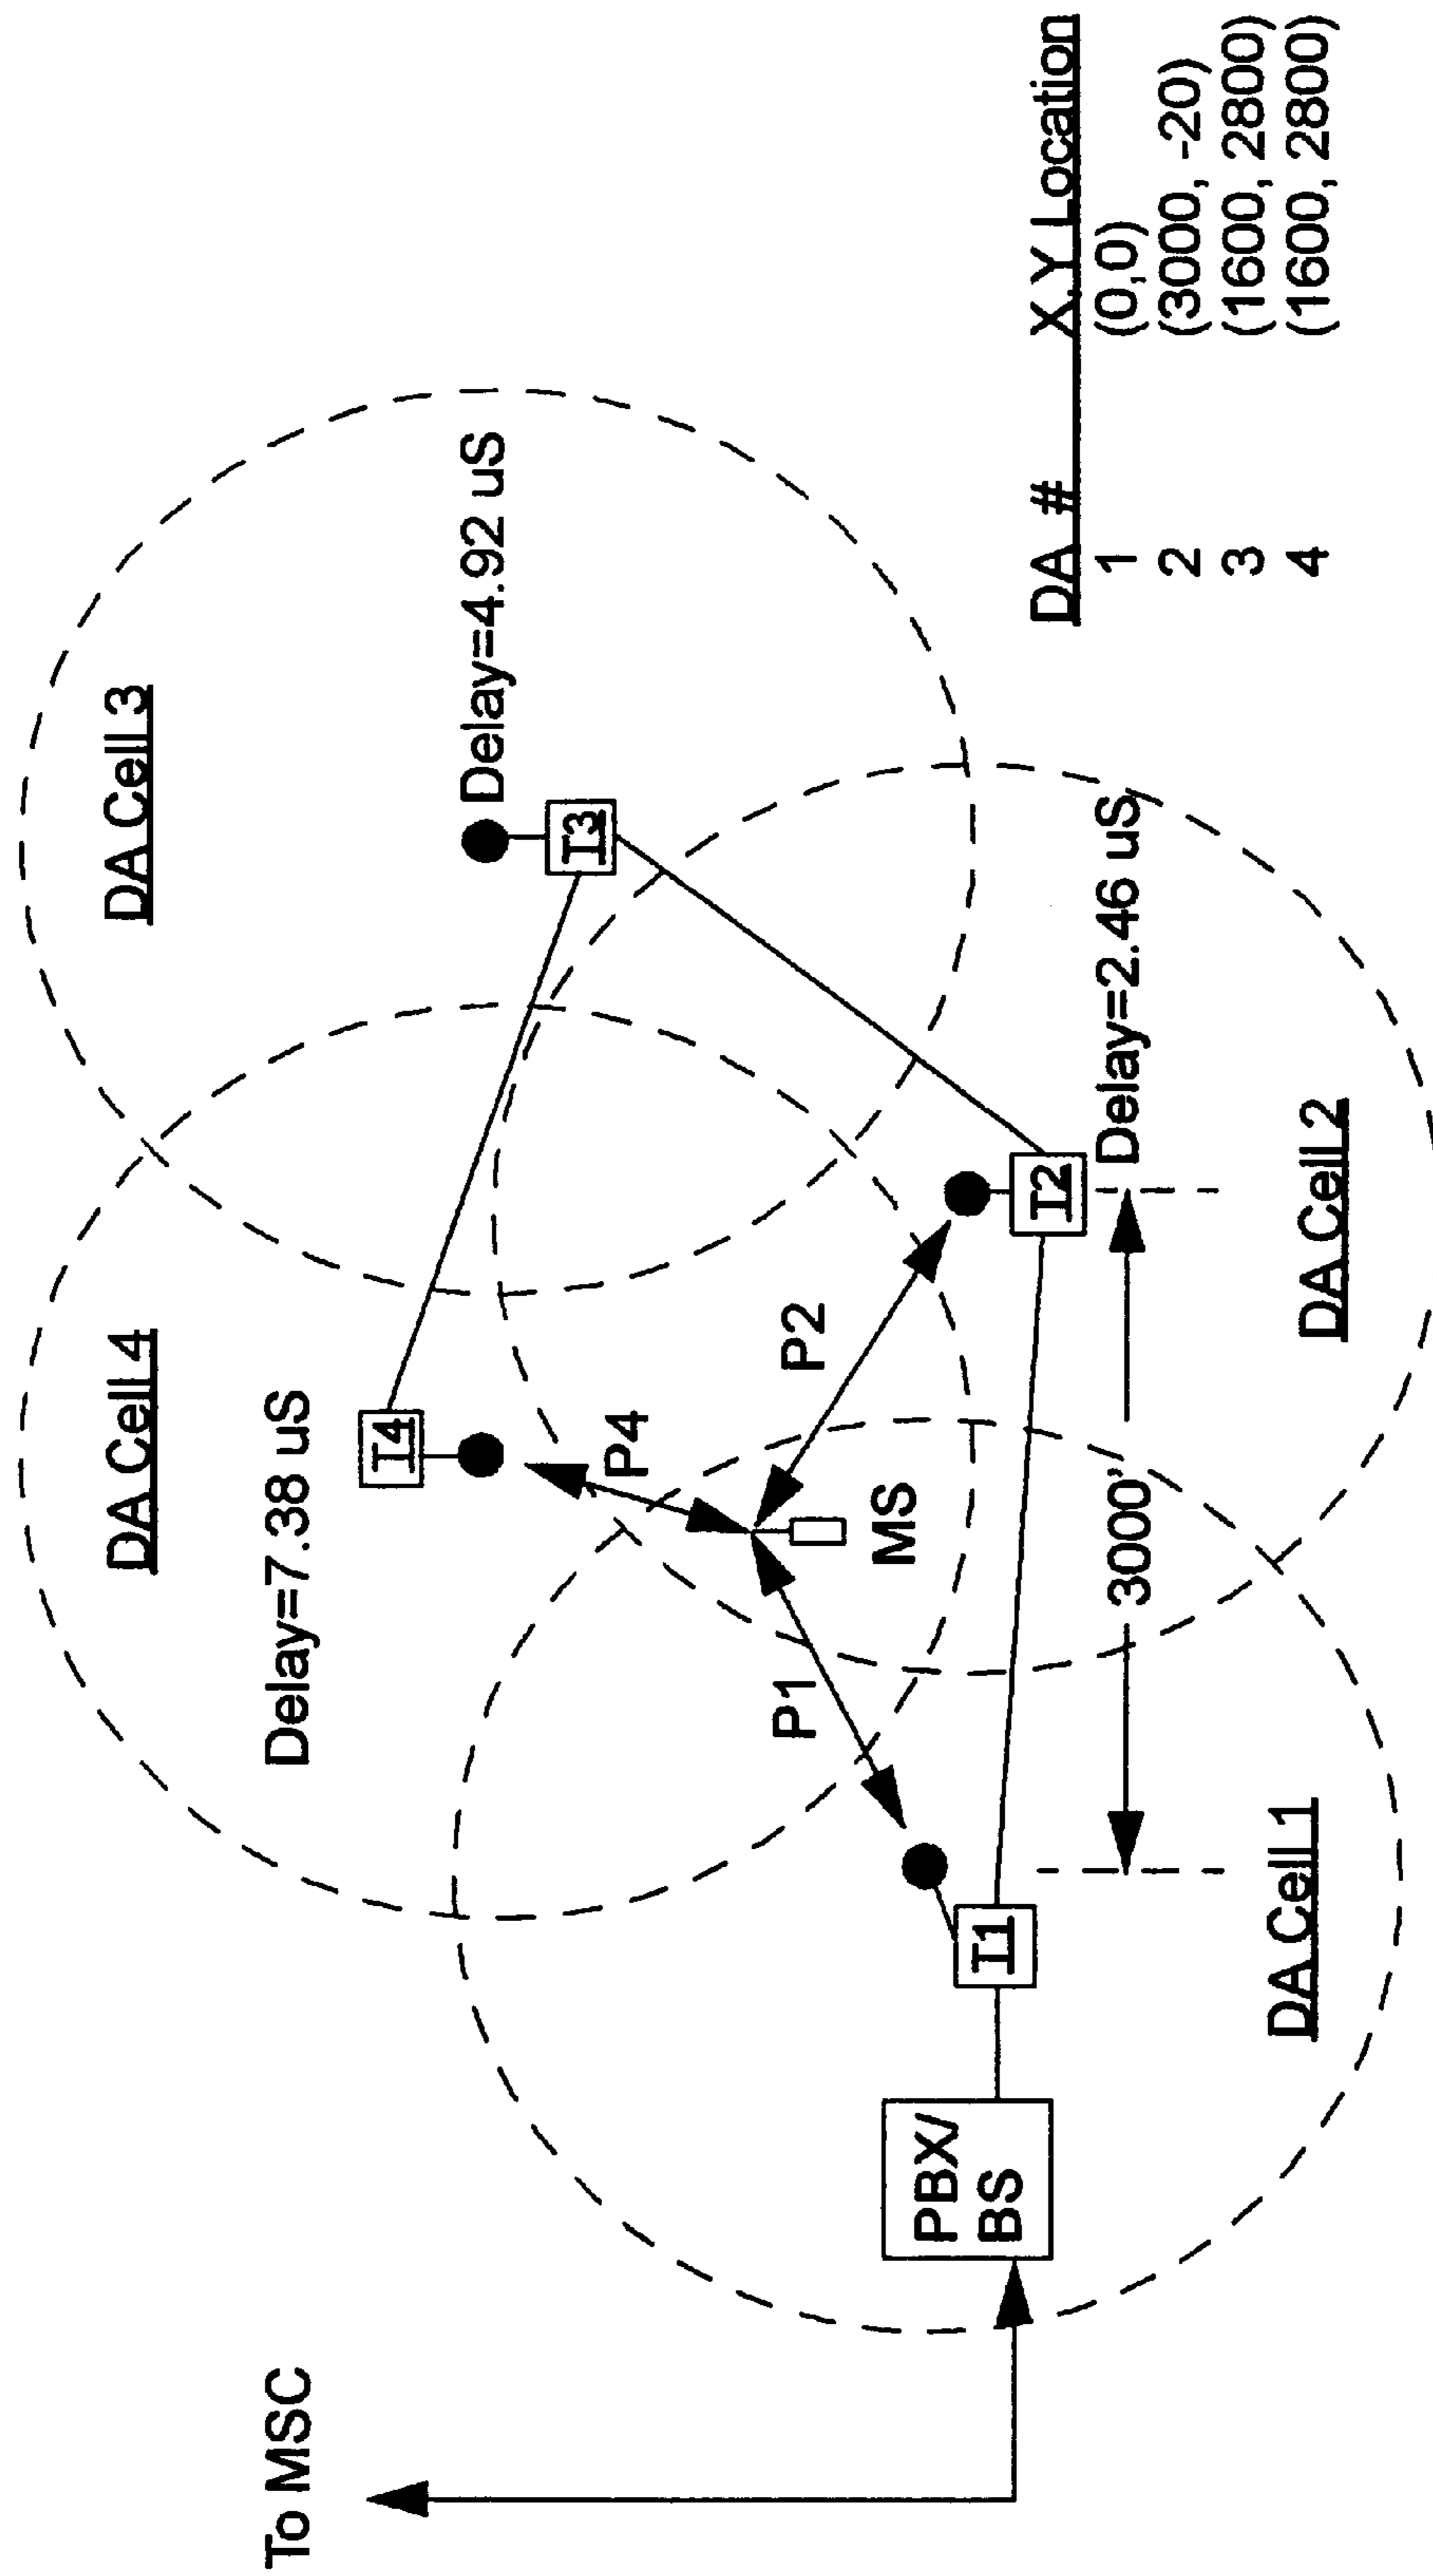 To MSC
PBX/
BS
DA Cell 4
DA Cell 3
Delay=7.38 uS
I4
Delay=4.92 uS
I3
P4
P2
P1
MS
I1
I2
3000'
Delay=2.46 uS
DA Cell 1
DA Cell 2
DA # X,Y Location
1 (0,0)
2 (3000, -20)
3 (1600, 2800)
4 (1600, 2800)